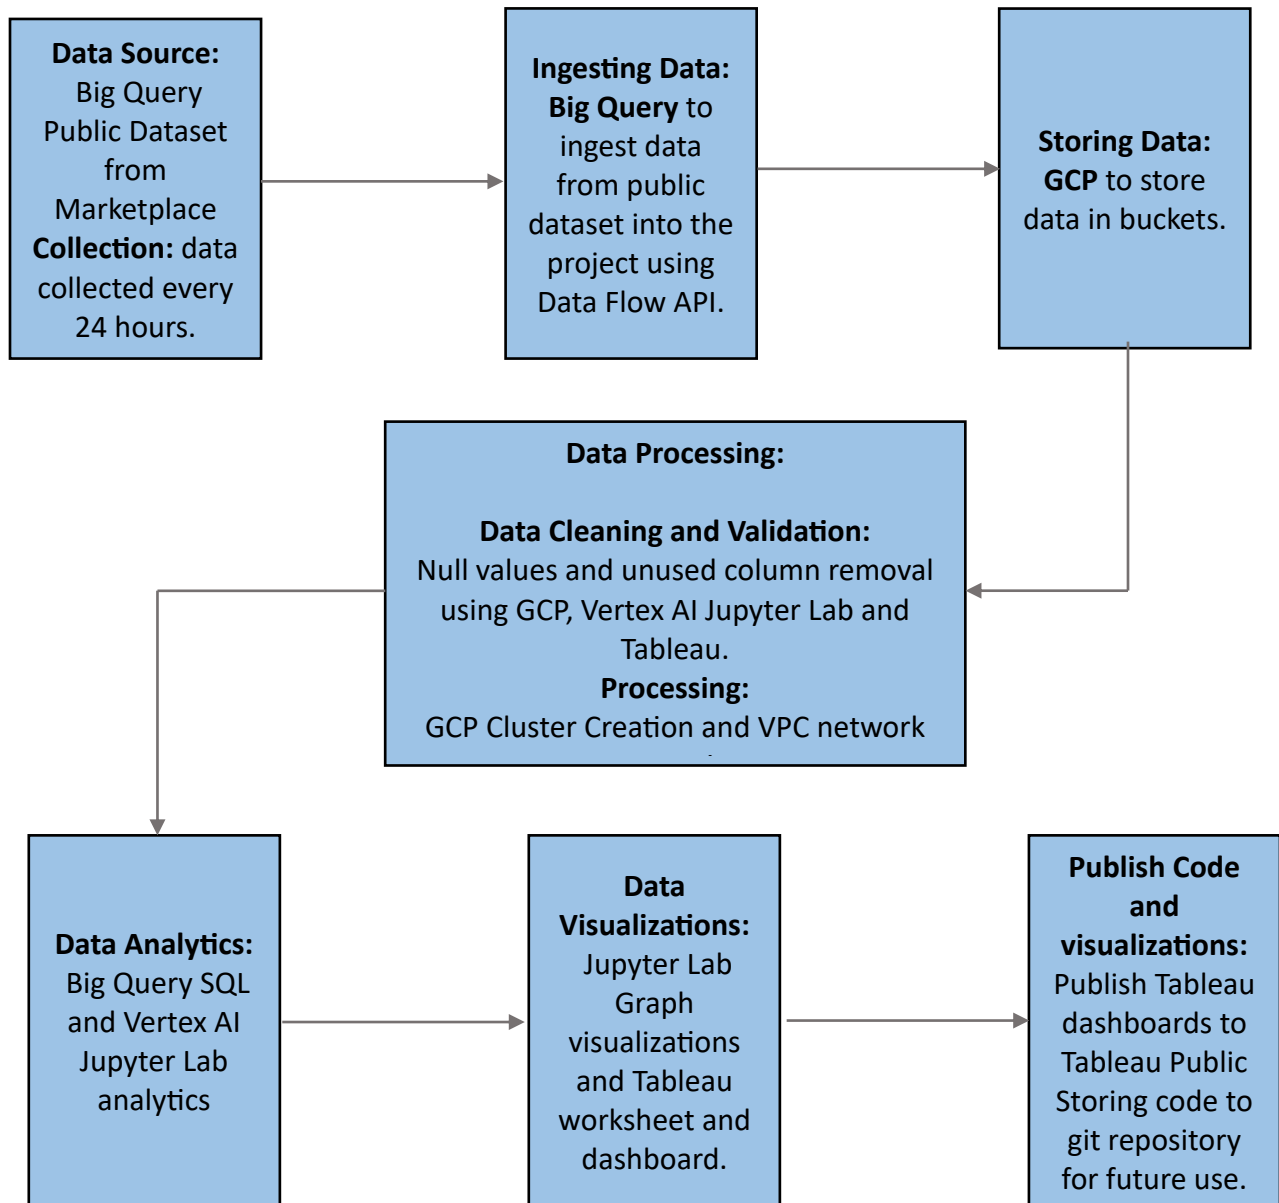 Data Source:
Big Query
Public Dataset
from
Marketplace
Collection: data
collected every
24 hours.
Ingesting Data:
Big Query to
ingest data
from public
dataset into the
project using
Data Flow API.
Storing Data:
GCP to store
data in buckets.
Data Processing:
Data Cleaning and Validation:
Null values and unused column removal
using GCP, Vertex AI Jupyter Lab and
Tableau.
Processing:
GCP Cluster Creation and VPC network
Data Analytics:
Big Query SQL
and Vertex AI
Jupyter Lab
analytics
Data
Visualizations:
Jupyter Lab
Graph
visualizations
and Tableau
worksheet and
dashboard.
Publish Code
and
visualizations:
Publish Tableau
dashboards to
Tableau Public
Storing code to
git repository
for future use.